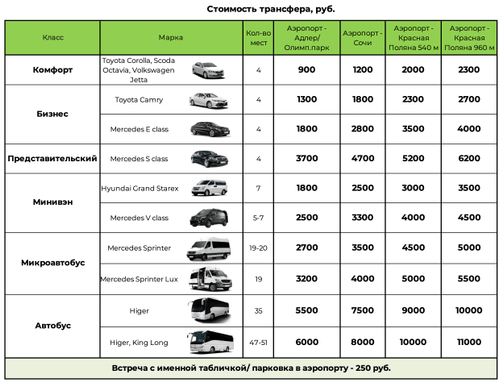 Стоимость трансфера, руб.
Класс Марка Кол-во мест Аэропорт - Адлер/ Олимп.парк Аэропорт - Сочи Аэропорт - Красная Поляна 540 м Аэропорт - Красная Поляна 960 м
Комфорт Toyota Corolla, Scoda Octavia, Volkswagen Jetta 4 900 1200 2000 2300
Бизнес Toyota Camry 4 1300 1800 2300 2700
Mercedes E class 4 1800 2800 3500 4000
Представительский Mercedes S class 4 3700 4700 5200 6200
Минивэн Hyundai Grand Starex 7 1800 2500 3000 3500
Mercedes V class 5-7 2500 3300 4000 4500
Микроавтобус Mercedes Sprinter 19-20 2700 3500 4500 5000
Mercedes Sprinter Lux 19 3200 4000 5000 5500
Автобус Higer 35 5500 7500 9000 10000
Higer, King Long 47-51 6000 8000 10000 11000
Встреча с именной табличкой/ парковка в аэропорту - 250 руб.